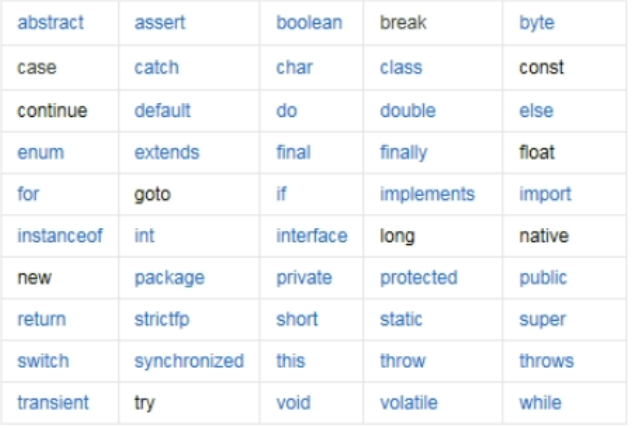 abstract assert boolean break byte
case catch char class const
continue default do double else
enum extends final finally float
for goto if implements import
instanceof int interface long native
new package private protected public
return strictfp short static super
switch synchronized this throw throws
transient try void volatile while